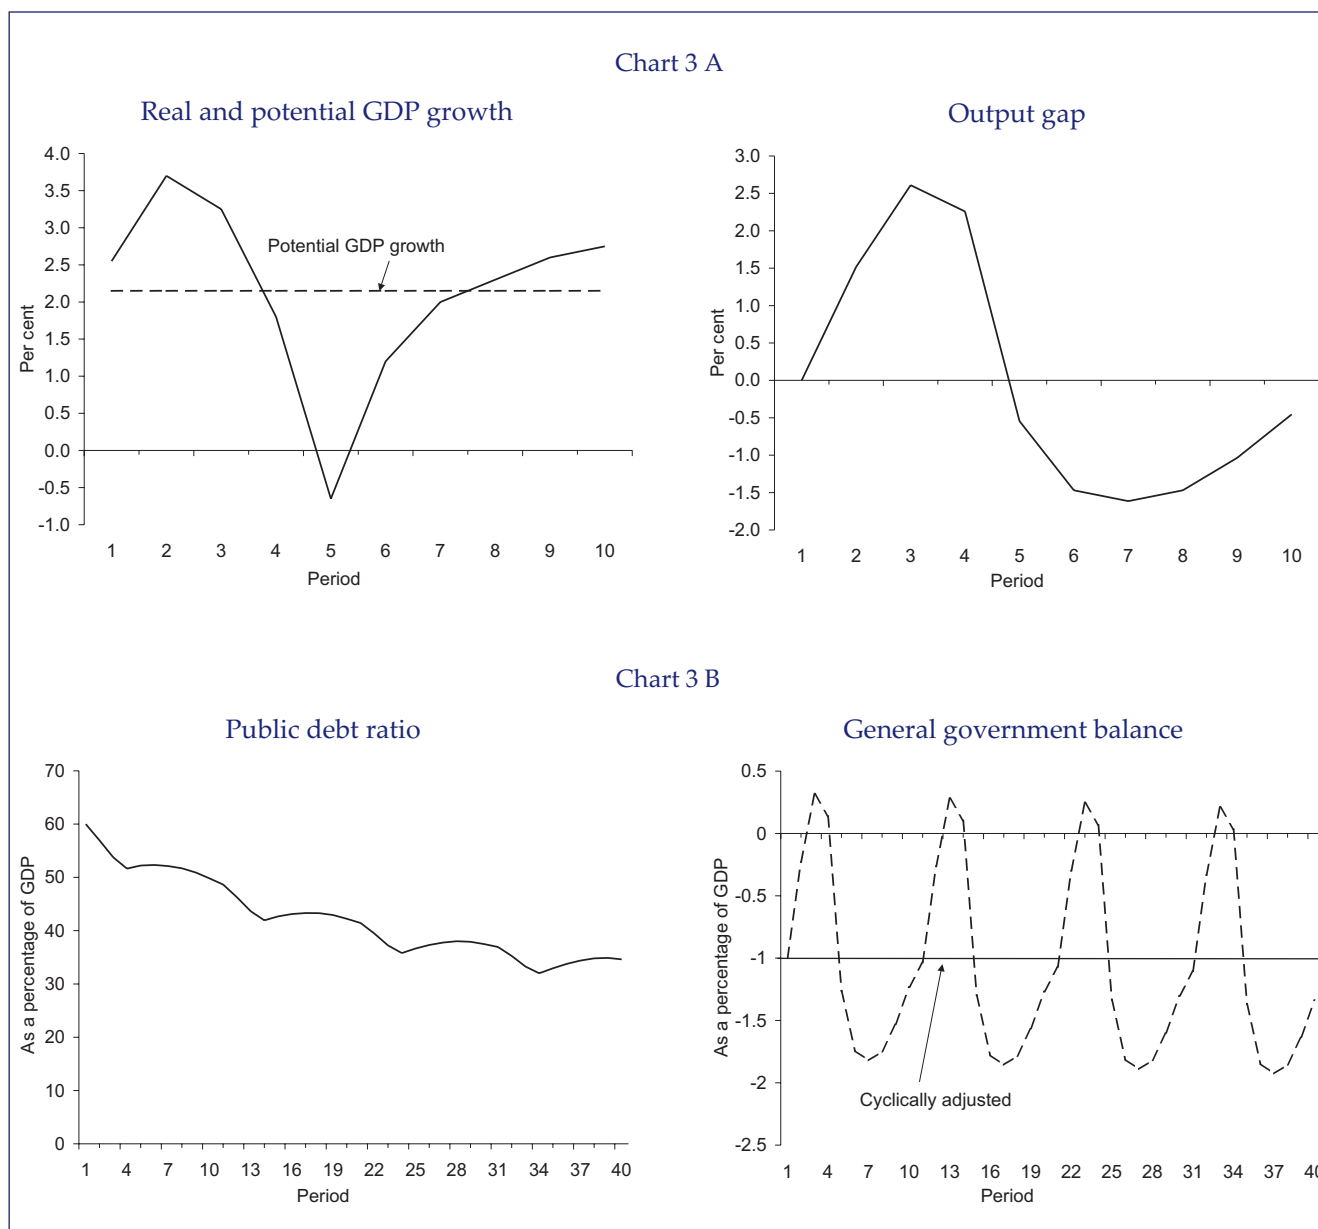 Chart 3 A
Real and potential GDP growth
4.0
3.5
3.0
2.5
2.0
1.5
1.0
0.5
0.0
-0.5
-1.0
Per cent
Potential GDP growth
1 2 3 4 5 6 7 8 9 10
Period
Output gap
3.0
2.5
2.0
1.5
1.0
0.5
0.0
-0.5
-1.0
-1.5
-2.0
Per cent
1 2 3 4 5 6 7 8 9 10
Period
Chart 3 B
Public debt ratio
70
60
50
40
30
20
10
0
As a percentage of GDP
1 4 7 10 13 16 19 22 25 28 31 34 37 40
Period
General government balance
0.5
0
-0.5
-1
-1.5
-2
-2.5
As a percentage of GDP
Cyclically adjusted
1 4 7 10 13 16 19 22 25 28 31 34 37 40
Period